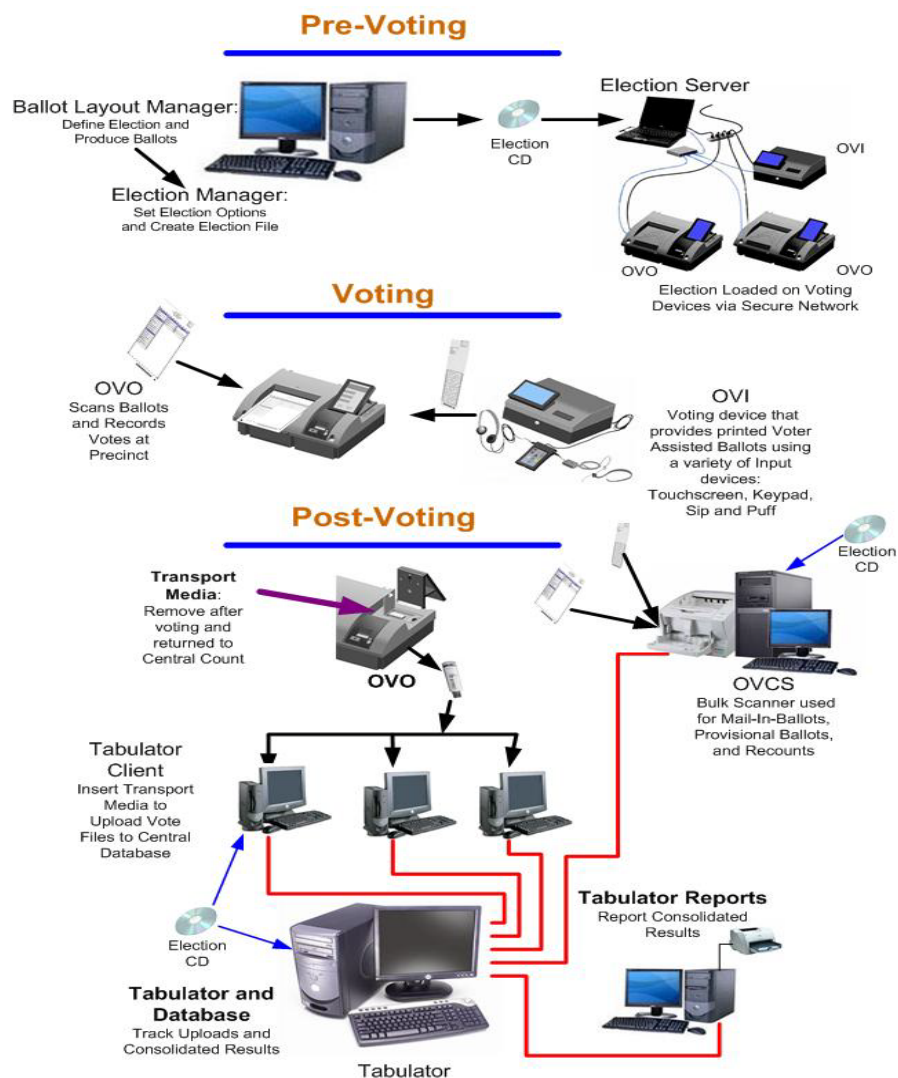 Pre-Voting
Ballot Layout Manager:
Define Election and
Produce Ballots
Election Manager:
Set Election Options
and Create Election File
Election
CD
Election Server
OVI
OVO
OVO
Election Loaded on Voting
Devices via Secure Network
Voting
OVO
Scans Ballots
and Records
Votes at
Precinct
OVI
Voting device that
provides printed Voter
Assisted Ballots using
a variety of Input
devices:
Touchscreen, Keypad,
Sip and Puff
Post-Voting
Transport
Media:
Remove after
voting and
returned to
Central Count
OVO
Election
CD
OVCS
Bulk Scanner used
for Mail-In-Ballots,
Provisional Ballots,
and Recounts
Tabulator
Client
Insert Transport
Media to
Upload Vote
Files to Central
Database
Election
CD
Tabulator and
Database
Track Uploads and
Consolidated Results
Tabulator
Tabulator Reports
Report Consolidated
Results